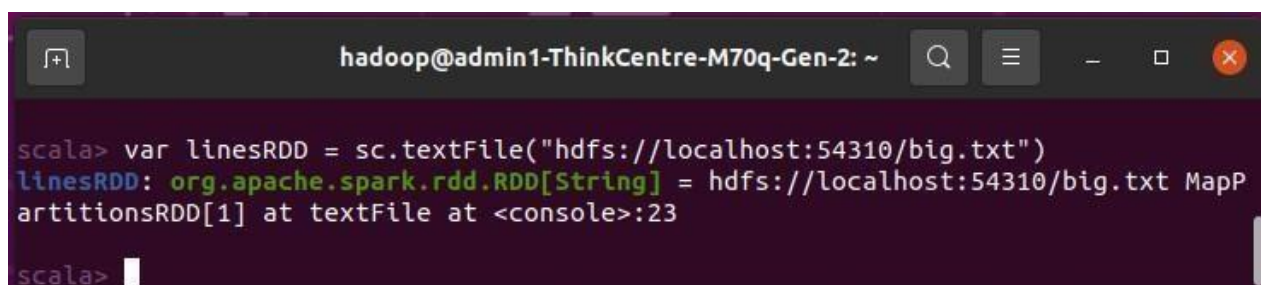 hadoop@admin1-ThinkCentre-M70q-Gen-2: ~
scala> var linesRDD = sc.textFile("hdfs://localhost:54310/big.txt")
linesRDD: org.apache.spark.rdd.RDD[String] = hdfs://localhost:54310/big.txt MapP
artitionsRDD[1] at textFile at <console>:23
scala>